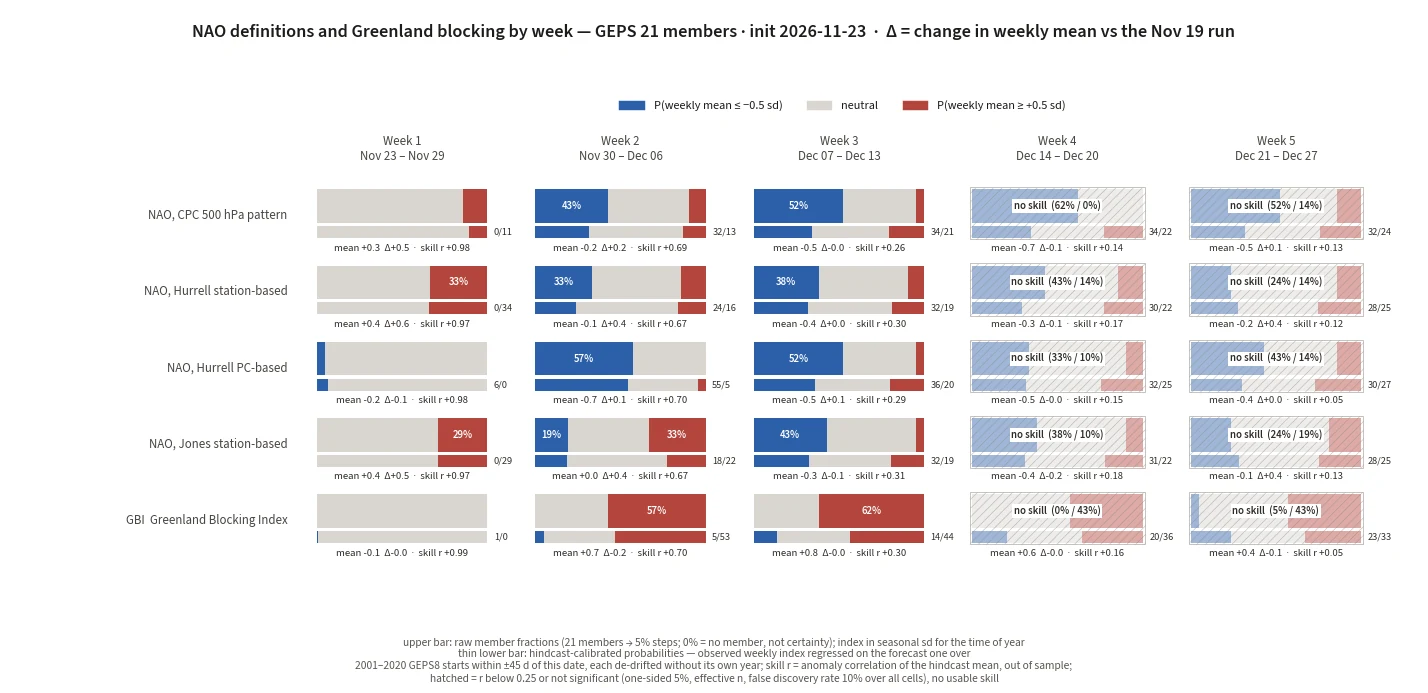 NAO definitions and Greenland blocking by week — GEPS 21 members · init 2026-11-23 · Δ = change in weekly mean vs the Nov 19 run
P(weekly mean ≤ −0.5 sd)
neutral
P(weekly mean ≥ +0.5 sd)
Week 1
Nov 23 – Nov 29
Week 2
Nov 30 – Dec 06
Week 3
Dec 07 – Dec 13
Week 4
Dec 14 – Dec 20
Week 5
Dec 21 – Dec 27
NAO, CPC 500 hPa pattern
0/11
mean +0.3 Δ+0.5 · skill r +0.98
43%
32/13
mean -0.2 Δ+0.2 · skill r +0.69
52%
34/21
mean -0.5 Δ-0.0 · skill r +0.26
no skill (62% / 0%)
34/22
mean -0.7 Δ-0.1 · skill r +0.14
no skill (52% / 14%)
32/24
mean -0.5 Δ+0.1 · skill r +0.13
NAO, Hurrell station-based
33%
0/34
mean +0.4 Δ+0.6 · skill r +0.97
33%
24/16
mean -0.1 Δ+0.4 · skill r +0.67
38%
32/19
mean -0.4 Δ+0.0 · skill r +0.30
no skill (43% / 14%)
30/22
mean -0.3 Δ-0.1 · skill r +0.17
no skill (24% / 14%)
28/25
mean -0.2 Δ+0.4 · skill r +0.12
NAO, Hurrell PC-based
6/0
mean -0.2 Δ-0.1 · skill r +0.98
57%
55/5
mean -0.7 Δ+0.1 · skill r +0.70
52%
36/20
mean -0.5 Δ+0.1 · skill r +0.29
no skill (33% / 10%)
32/25
mean -0.5 Δ-0.0 · skill r +0.15
no skill (43% / 14%)
30/27
mean -0.4 Δ+0.0 · skill r +0.05
NAO, Jones station-based
29%
0/29
mean +0.4 Δ+0.5 · skill r +0.97
19%
33%
18/22
mean +0.0 Δ+0.4 · skill r +0.67
43%
32/19
mean -0.3 Δ-0.1 · skill r +0.31
no skill (38% / 10%)
31/22
mean -0.4 Δ-0.2 · skill r +0.18
no skill (24% / 19%)
28/25
mean -0.1 Δ+0.4 · skill r +0.13
GBI Greenland Blocking Index
1/0
mean -0.1 Δ-0.0 · skill r +0.99
57%
5/53
mean +0.7 Δ-0.2 · skill r +0.70
62%
14/44
mean +0.8 Δ-0.0 · skill r +0.30
no skill (0% / 43%)
20/36
mean +0.6 Δ-0.0 · skill r +0.16
no skill (5% / 43%)
23/33
mean +0.4 Δ-0.1 · skill r +0.05
upper bar: raw member fractions (21 members → 5% steps; 0% = no member, not certainty); index in seasonal sd for the time of year
thin lower bar: hindcast-calibrated probabilities — observed weekly index regressed on the forecast one over
2001–2020 GEPS8 starts within ±45 d of this date, each de-drifted without its own year; skill r = anomaly correlation of the hindcast mean, out of sample;
hatched = r below 0.25 or not significant (one-sided 5%, effective n, false discovery rate 10% over all cells), no usable skill